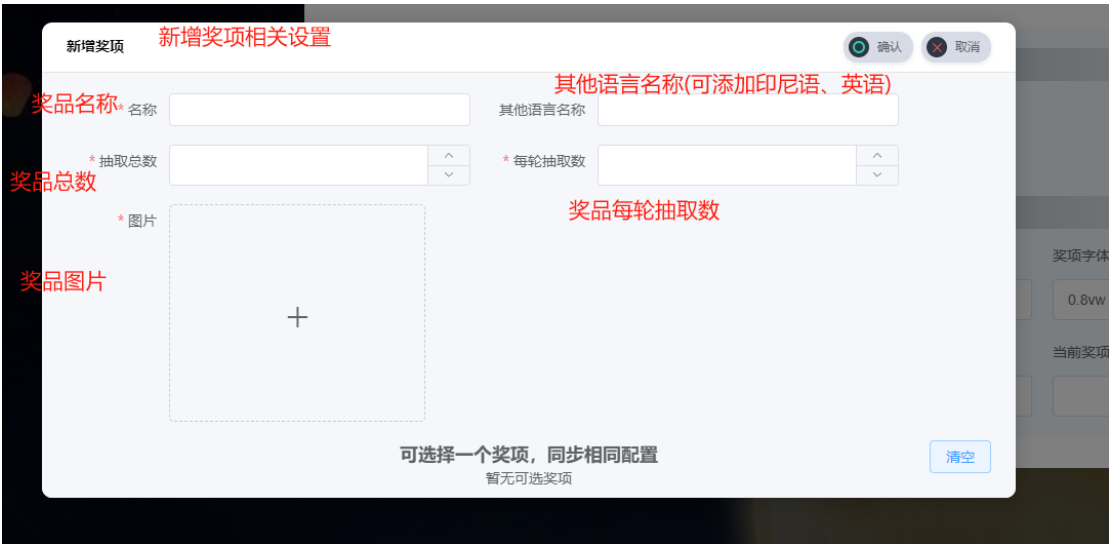 新增奖项
新增奖项相关设置
确认
取消
其他语言名称(可添加印尼语、英语)
奖品名称
* 名称
其他语言名称
* 抽取总数
* 每轮抽取数
奖品总数
奖品每轮抽取数
* 图片
奖品图片
奖项字体
0.8vw
当前奖项
可选择一个奖项，同步相同配置
暂无可选奖项
清空